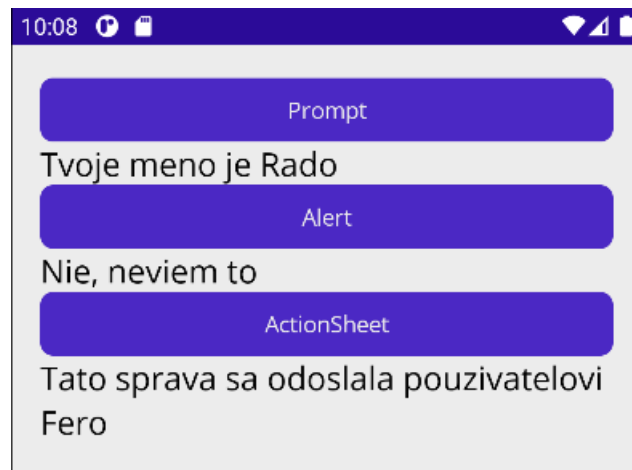 10:08
Prompt
Tvoje meno je Rado
Alert
Nie, neviem to
ActionSheet
Tato sprava sa odoslala pouzivatelovi
Fero